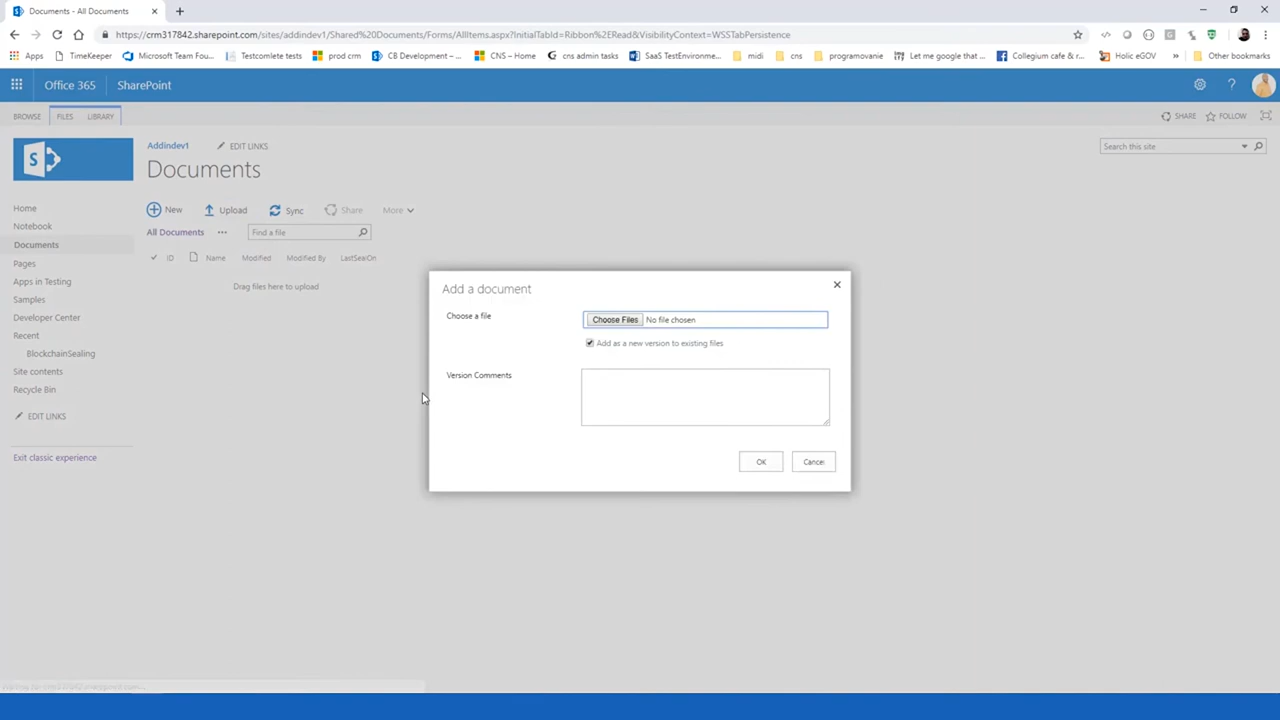 Documents - All Documents
https://crm317842.sharepoint.com/sites/addindev1/Shared%20Documents/Forms/AllItems.aspx?InitialTabId=Ribbon%2ERead&VisibilityContext=WSSTabPersistence
Apps TimeKeeper Microsoft Team Fou... Testcomlete tests prod crm CB Development – ... CNS – Home cns admin tasks SaaS TestEnvironme... midi cns programovanie Let me google that ... Collegium cafe & r... Holic eGOV » Other bookmarks
Office 365 SharePoint ?
BROWSE FILES LIBRARY SHARE FOLLOW
S
Addindev1 EDIT LINKS
Search this site
Documents
Home
New Upload Sync Share More
Notebook
All Documents ... Find a file
Documents
ID Name Modified Modified By LastSealOn
Pages
Apps in Testing
Drag files here to upload
Samples
Developer Center
Recent
BlockchainSealing
Site contents
Recycle Bin
EDIT LINKS
Exit classic experience
Add a document
Choose a file Choose Files No file chosen
Add as a new version to existing files
Version Comments
OK Cancel